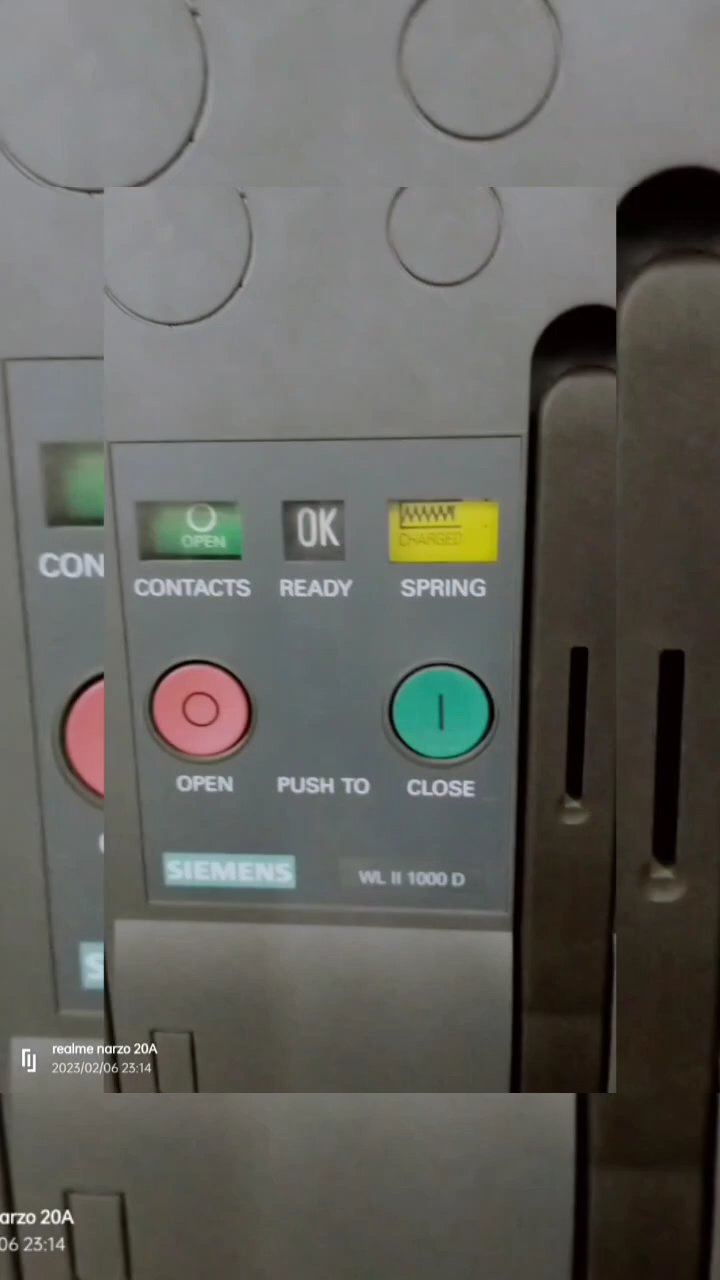 OPEN
OK
CHARGED
CONTACTS
READY
SPRING
OPEN
PUSH TO
CLOSE
SIEMENS
WL II 1000 D
CON
S
realme narzo 20A
2023/02/06 23:14
arzo 20A
06 23:14